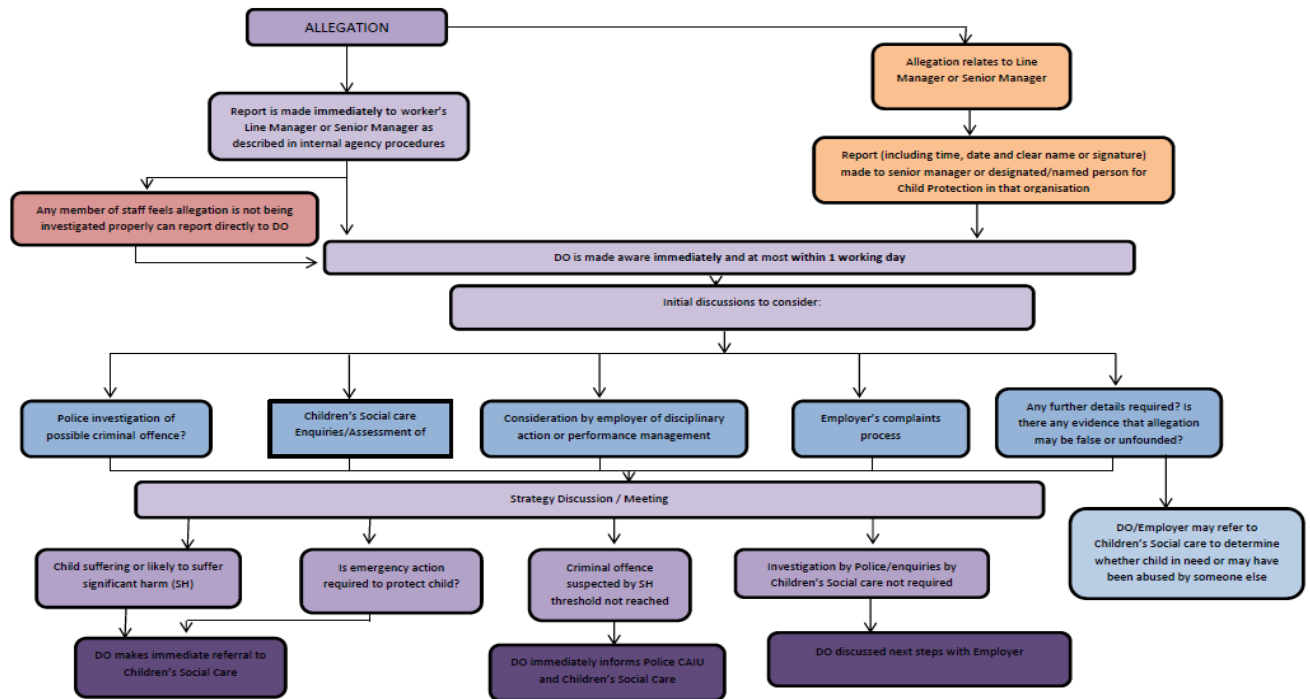 ALLEGATION
Allegation relates to Line
Manager or Senior Manager
Report is made immediately to worker's
Line Manager or Senior Manager as
described in internal agency procedures
Report (including time, date and clear name or signature)
made to senior manager or designated/named person for
Child Protection in that organisation
Any member of staff feels allegation is not being
investigated properly can report directly to DO
DO is made aware immediately and at most within 1 working day
Initial discussions to consider:
Police investigation of
possible criminal offence?
Children's Social care
Enquiries/Assessment of
Consideration by employer of disciplinary
action or performance management
Employer's complaints
process
Any further details required? Is
there any evidence that allegation
may be false or unfounded?
Strategy Discussion / Meeting
DO/Employer may refer to
Children's Social care to determine
whether child in need or may have
been abused by someone else
Child suffering or likely to suffer
significant harm (SH)
Is emergency action
required to protect child?
Criminal offence
suspected by SH
threshold not reached
Investigation by Police/enquiries by
Children's Social care not required
DO makes immediate referral to
Children's Social Care
DO immediately informs Police CAIU
and Children's Social Care
DO discussed next steps with Employer